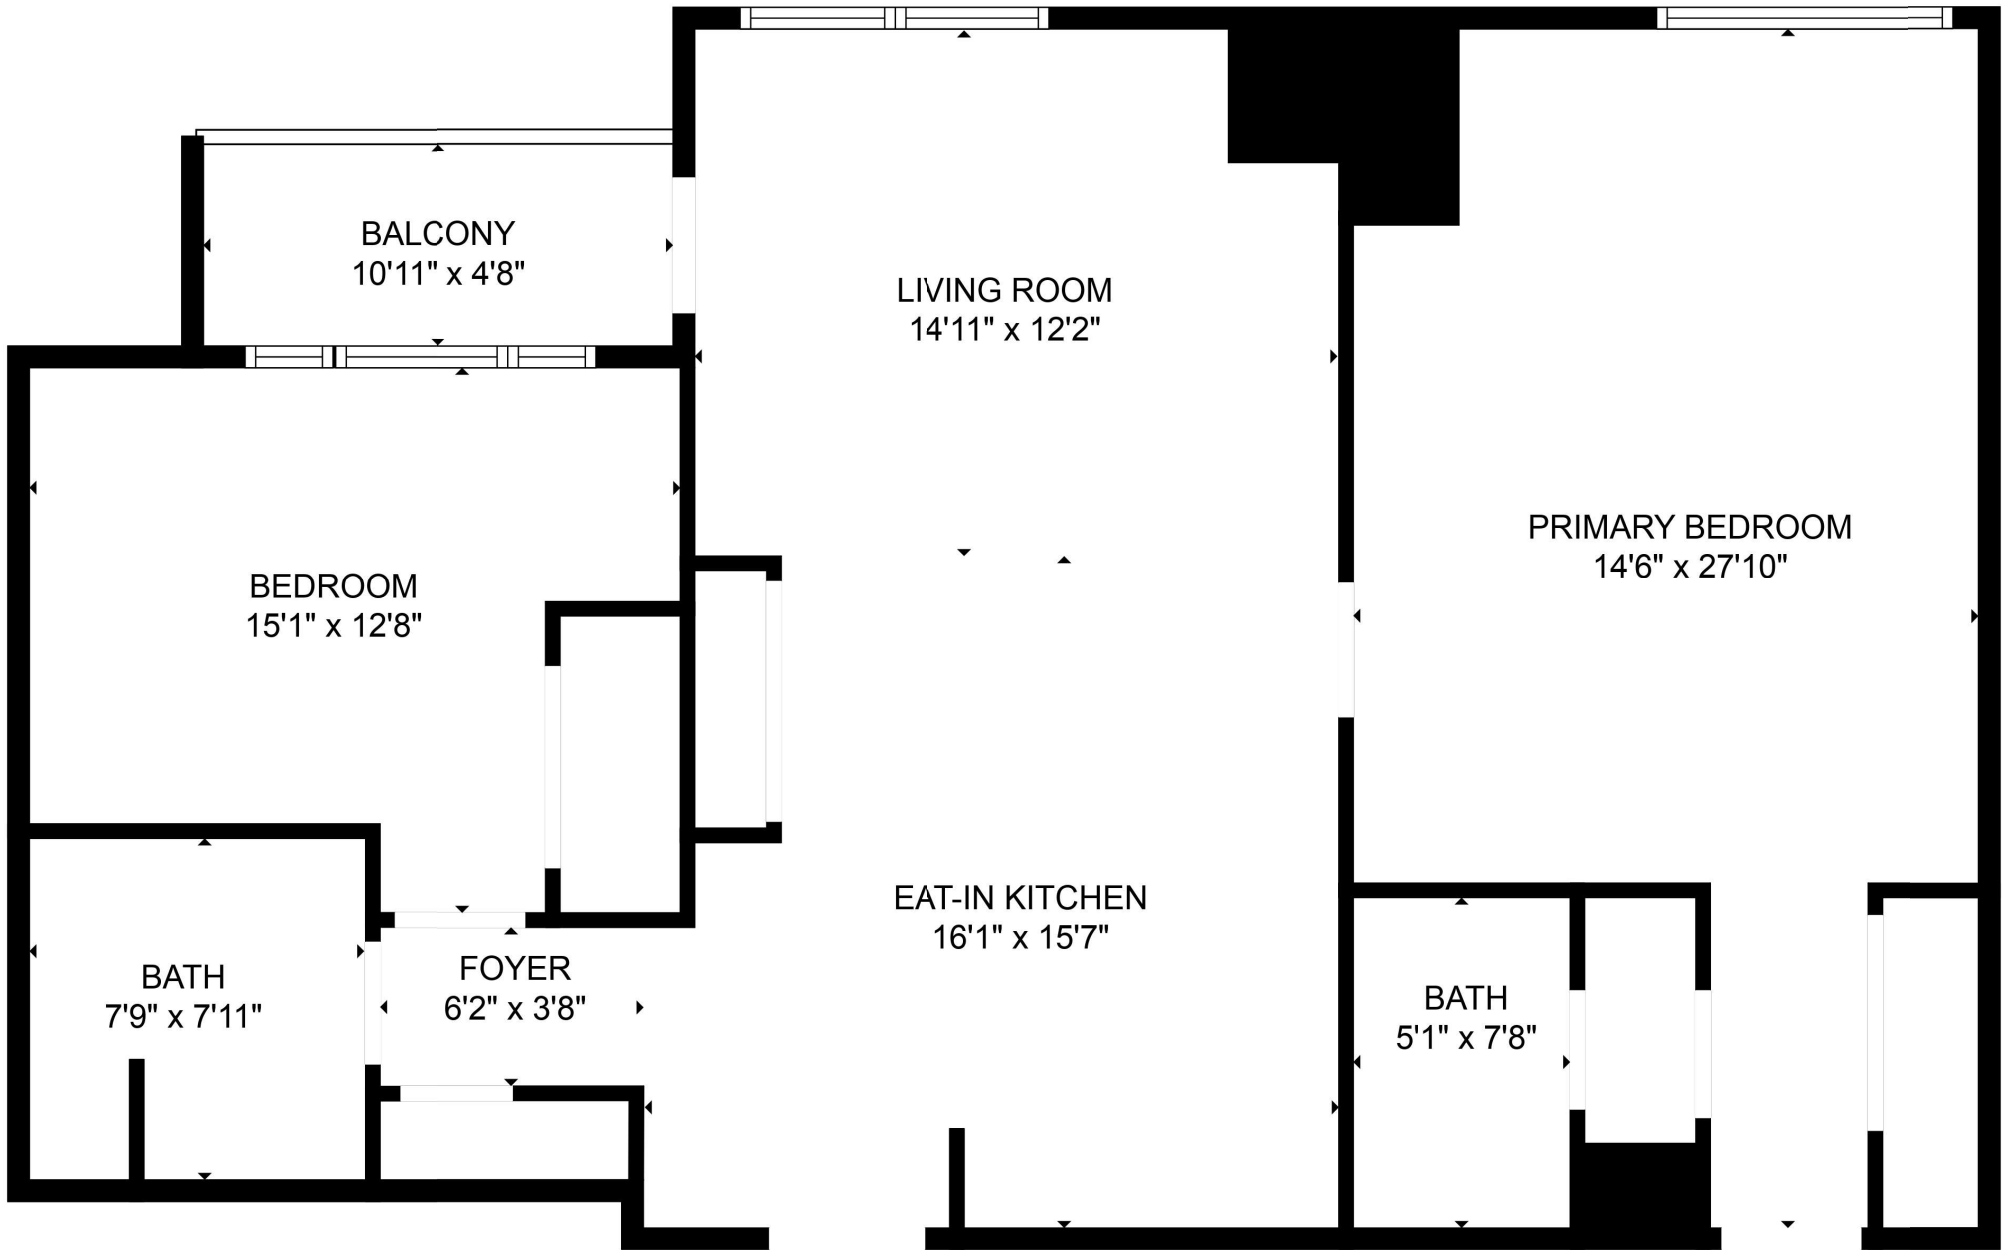 BALCONY
10'11" x 4'8"
LIVING ROOM
14'11" x 12'2"
PRIMARY BEDROOM
14'6" x 27'10"
BEDROOM
15'1" x 12'8"
EAT-IN KITCHEN
16'1" x 15'7"
BATH
7'9" x 7'11"
FOYER
6'2" x 3'8"
BATH
5'1" x 7'8"